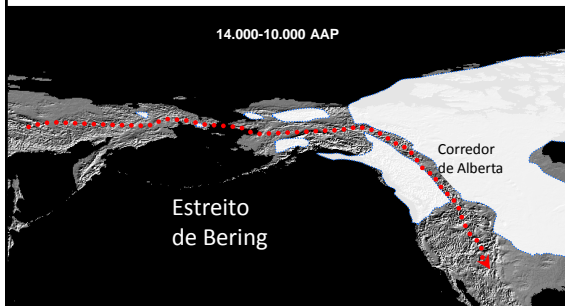 14.000-10.000 AAP
Corredor
de Alberta
Estreito
de Bering